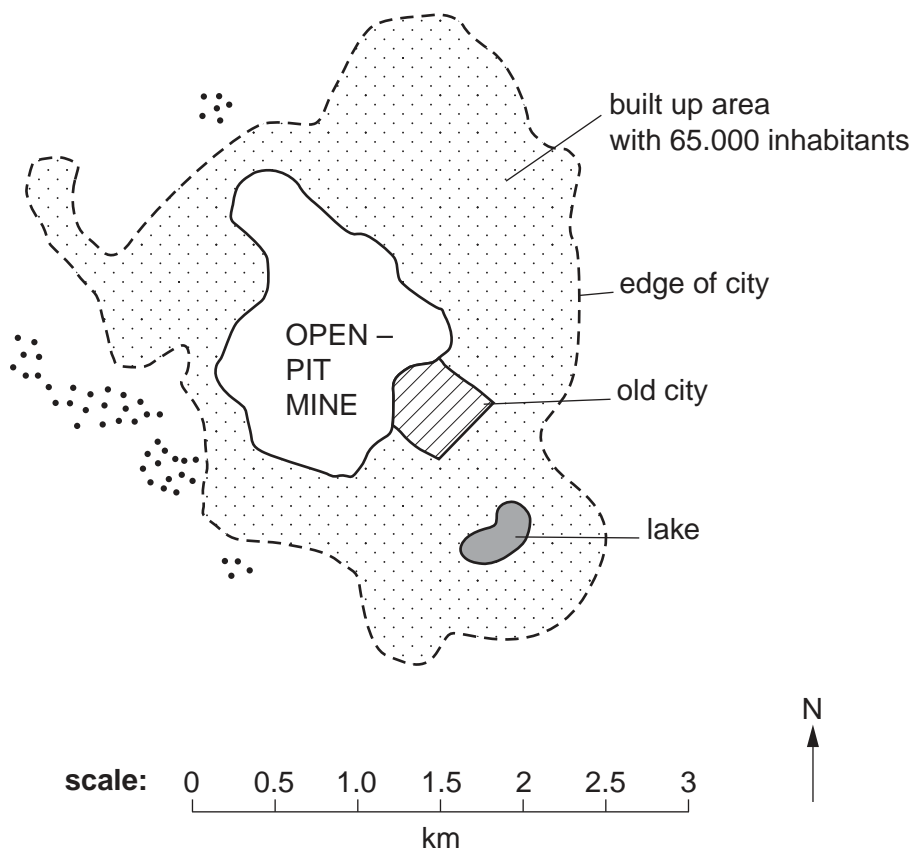 built up area
with 65.000 inhabitants
edge of city
OPEN –
PIT
MINE
old city
lake
N
scale: 0 0.5 1.0 1.5 2 2.5 3
km